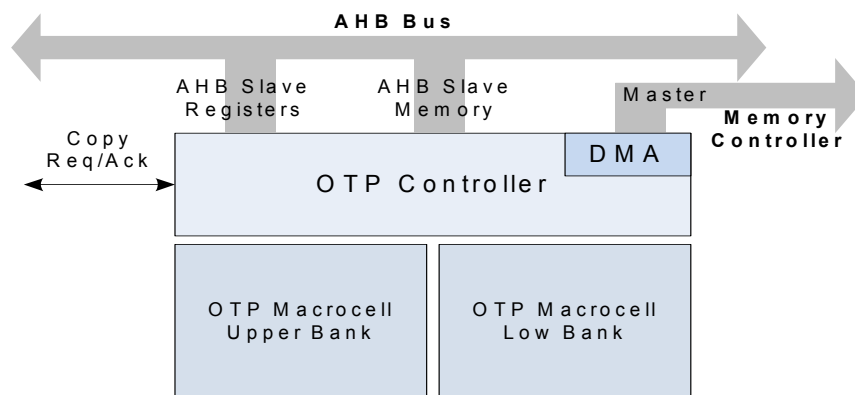 AHB Bus
AHB Slave
Registers
AHB Slave
Memory
Master
Memory
Controller
Copy
Req/Ack
DMA
OTP Controller
OTP Macrocell
Upper Bank
OTP Macrocell
Low Bank